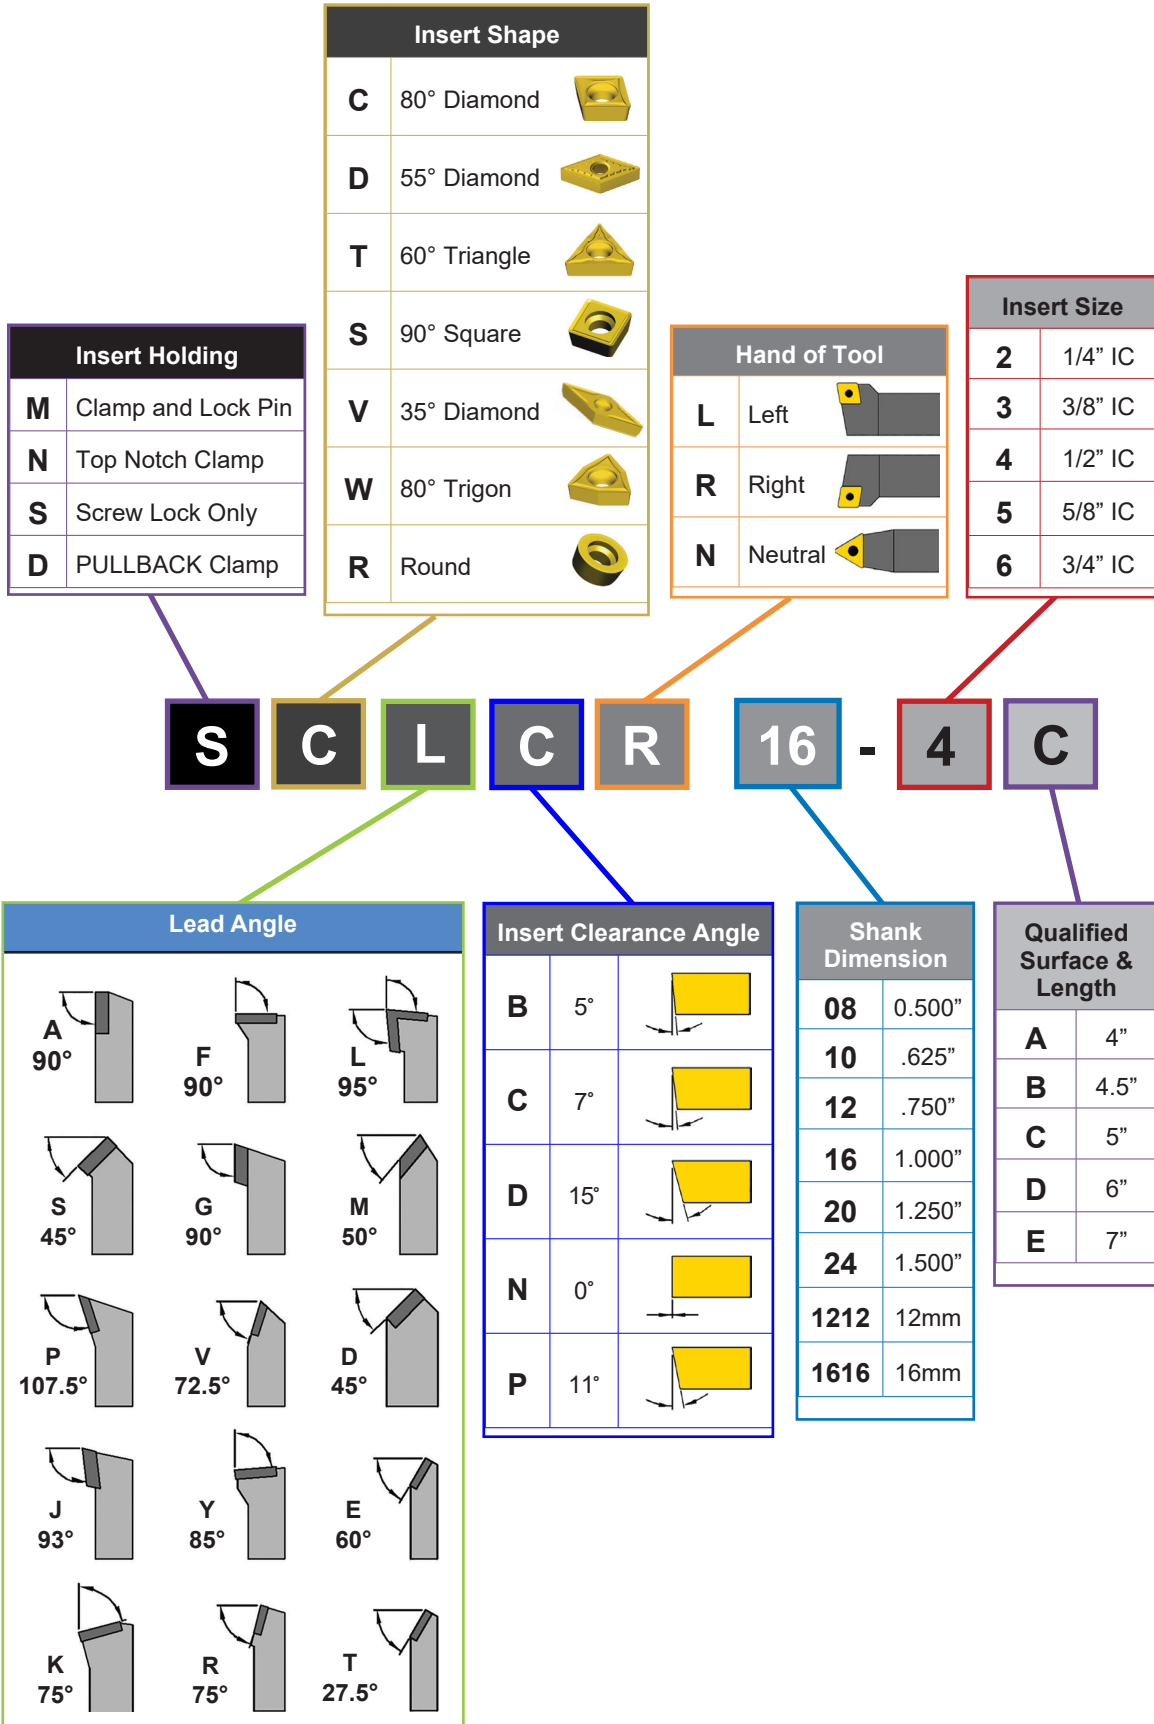 Insert Shape
C 80° Diamond
D 55° Diamond
T 60° Triangle
S 90° Square
V 35° Diamond
W 80° Trigon
R Round
Insert Holding
M Clamp and Lock Pin
N Top Notch Clamp
S Screw Lock Only
D PULLBACK Clamp
Hand of Tool
L Left
R Right
N Neutral
Insert Size
2 1/4” IC
3 3/8” IC
4 1/2” IC
5 5/8” IC
6 3/4” IC
S C L C R 16 - 4 C
Lead Angle
A
90°
F
90°
L
95°
S
45°
G
90°
M
50°
P
107.5°
V
72.5°
D
45°
J
93°
Y
85°
E
60°
K
75°
R
75°
T
27.5°
Insert Clearance Angle
B 5°
C 7°
D 15°
N 0°
P 11°
Shank
Dimension
08 0.500”
10 .625”
12 .750”
16 1.000”
20 1.250”
24 1.500”
1212 12mm
1616 16mm
Qualified
Surface &
Length
A 4”
B 4.5”
C 5”
D 6”
E 7”